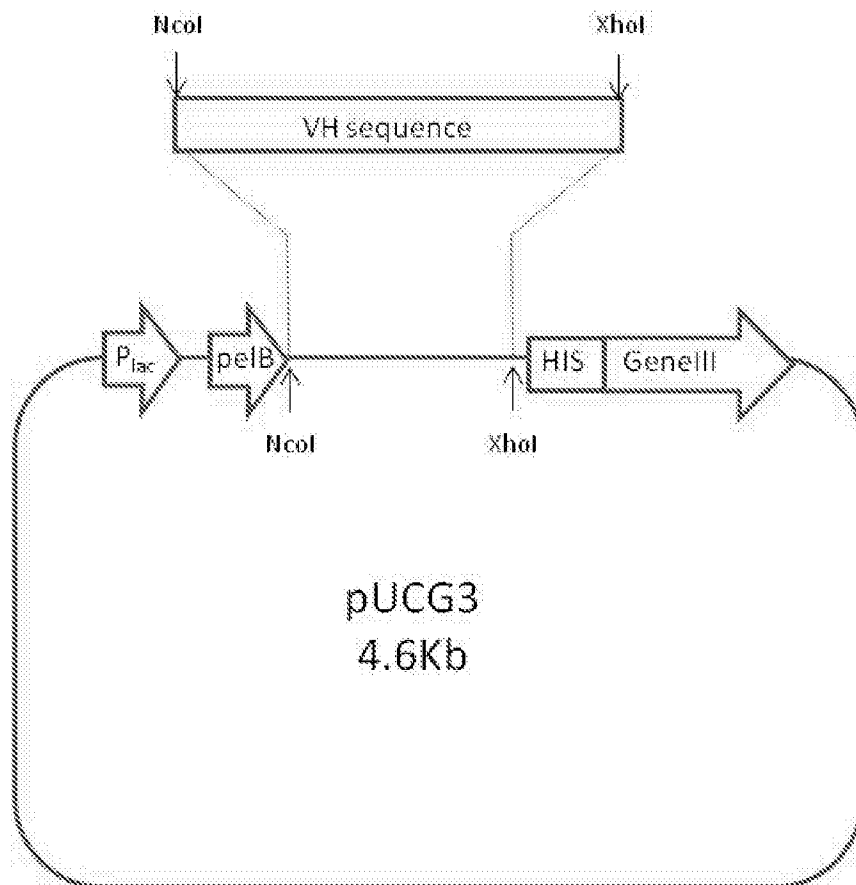 NcoI XhoI
VH sequence
Plac pelB HIS GeneIII
NcoI XhoI
pUCG3
4.6Kb